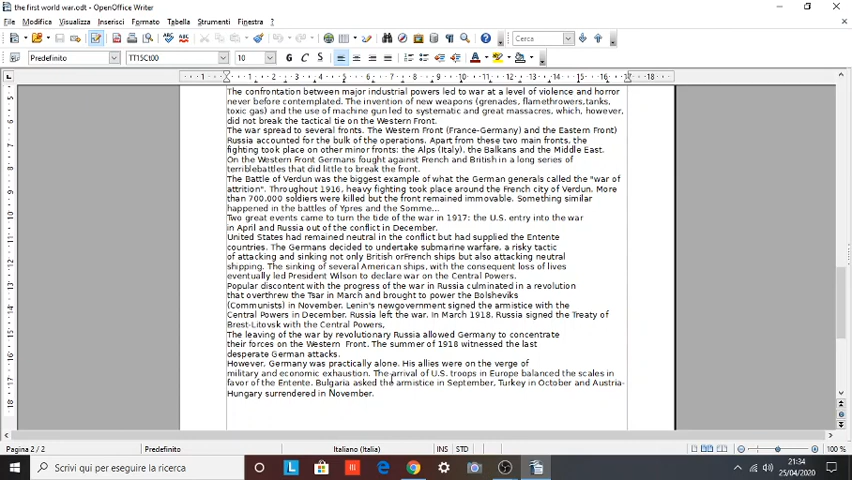 the first world war.odt - OpenOffice Writer
File Modifica Visualizza Inserisci Formato Tabella Strumenti Finestra ?
Cerca
Predefinito TT15Ct00 10 G C S
The confrontation between major industrial powers led to war at a level of violence and horror
never before contemplated. The invention of new weapons (grenades, flamethrowers,tanks,
toxic gas) and the use of machine gun led to systematic and great massacres, which, however,
did not break the tactical tie on the Western Front.
The war spread to several fronts. The Western Front (France-Germany) and the Eastern Front)
Russia accounted for the bulk of the operations. Apart from these two main fronts, the
fighting took place on other minor fronts: the Alps (Italy), the Balkans and the Middle East.
On the Western Front Germans fought against French and British in a long series of
terriblebattles that did little to break the front.
The Battle of Verdun was the biggest example of what the German generals called the "war of
attrition". Throughout 1916, heavy fighting took place around the French city of Verdun. More
than 700.000 soldiers were killed but the front remained immovable. Something similar
happened in the battles of Ypres and the Somme...
Two great events came to turn the tide of the war in 1917: the U.S. entry into the war
in April and Russia out of the conflict in December.
United States had remained neutral in the conflict but had supplied the Entente
countries. The Germans decided to undertake submarine warfare, a risky tactic
of attacking and sinking not only British orFrench ships but also attacking neutral
shipping. The sinking of several American ships, with the consequent loss of lives
eventually led President Wilson to declare war on the Central Powers.
Popular discontent with the progress of the war in Russia culminated in a revolution
that overthrew the Tsar in March and brought to power the Bolsheviks
(Communists) in November. Lenin's newgovernment signed the armistice with the
Central Powers in December. Russia left the war. In March 1918, Russia signed the Treaty of
Brest-Litovsk with the Central Powers,
The leaving of the war by revolutionary Russia allowed Germany to concentrate
their forces on the Western Front. The summer of 1918 witnessed the last
desperate German attacks.
However, Germany was practically alone. His allies were on the verge of
military and economic exhaustion. The arrival of U.S. troops in Europe balanced the scales in
favor of the Entente. Bulgaria asked the armistice in September, Turkey in October and Austria-
Hungary surrendered in November.
Pagina 2 / 2 Predefinito Italiano (Italia) INS STD 100 %
Scrivi qui per eseguire la ricerca
21:34
25/04/2020